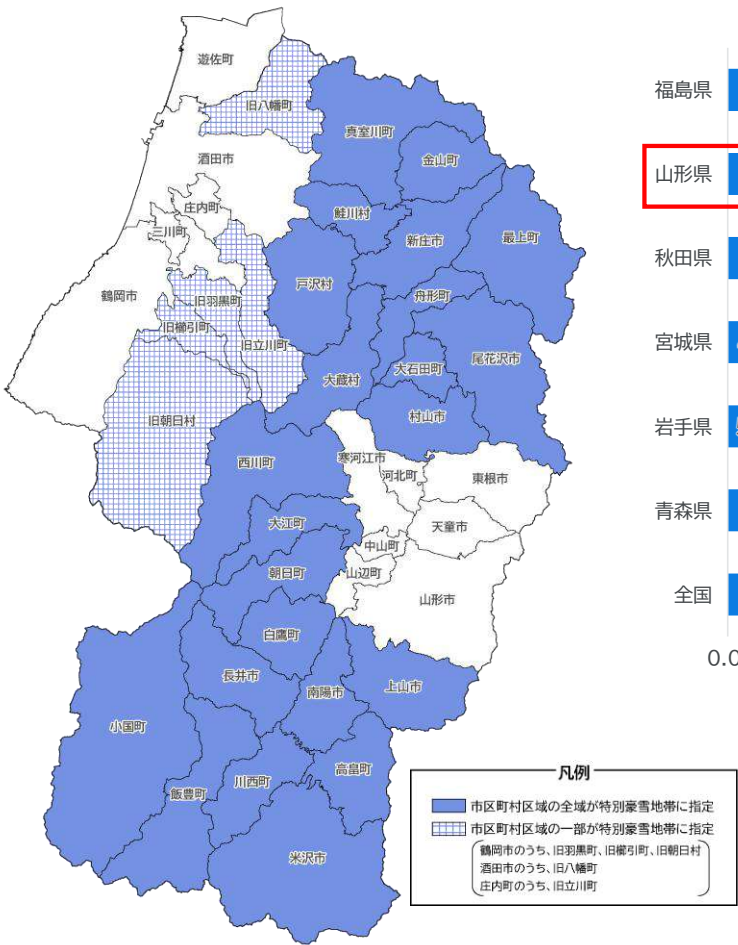 遊佐町
旧八幡町
真室川町
金山町
酒田市
庄内町
鮭川村
三川町
新庄市
最上町
戸沢村
鶴岡市
舟形町
旧羽黒町
旧櫛引町
旧立川町
尾花沢市
大石田町
大蔵村
旧朝日村
村山市
西川町
寒河江市
河北町
東根市
大江町
天童市
中山町
朝日町
山辺町
山形市
白鷹町
長井市
南陽市
上山市
小国町
高畠町
川西町
飯豊町
米沢市
凡例
市区町村区域の全域が特別豪雪地帯に指定
市区町村区域の一部が特別豪雪地帯に指定
鶴岡市のうち、旧羽黒町、旧櫛引町、旧朝日村
酒田市のうち、旧八幡町
庄内町のうち、旧立川町
福島県
山形県
秋田県
宮城県
岩手県
青森県
全国
0.0